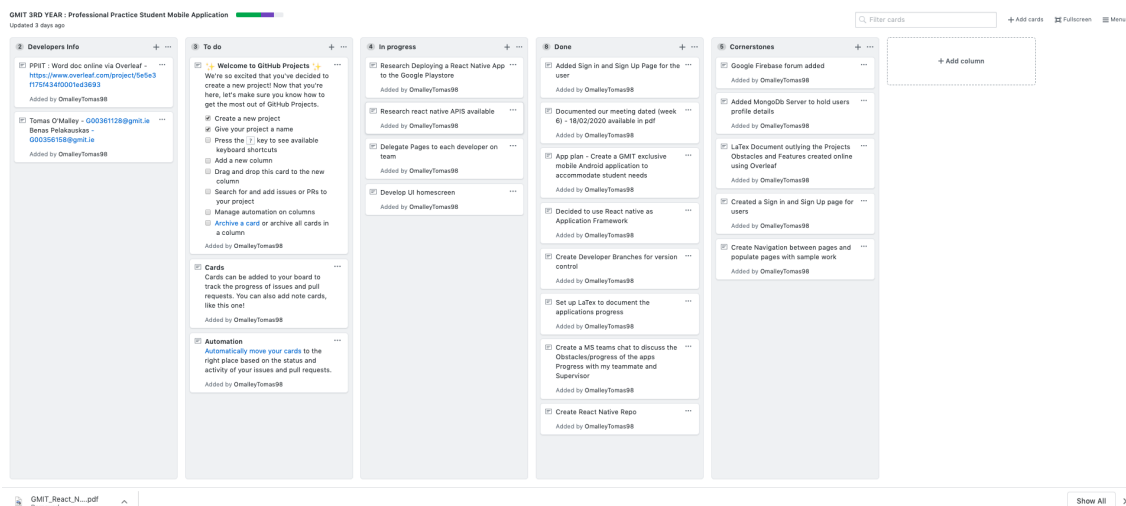 GMIT 3RD YEAR : Professional Practice Student Mobile Application
Updated 3 days ago
Filter cards
+ Add cards
Fullscreen
Menu
2 Developers Info
PPIIT : Word doc online via Overleaf -
https://www.overleaf.com/project/5e5e3
f175f434f0001ed3693
Added by OmalleyTomas98
Tomas O'Malley - G00361128@gmit.ie
Benas Pelakauskas -
G00356158@gmit.ie
Added by OmalleyTomas98
3 To do
✨ Welcome to GitHub Projects ✨
We're so excited that you've decided to
create a new project! Now that you're
here, let's make sure you know how to
get the most out of GitHub Projects.
Create a new project
Give your project a name
Press the ? key to see available
keyboard shortcuts
Add a new column
Drag and drop this card to the new
column
Search for and add issues or PRs to
your project
Manage automation on columns
Archive a card or archive all cards in
a column
Added by OmalleyTomas98
Cards
Cards can be added to your board to
track the progress of issues and pull
requests. You can also add note cards,
like this one!
Added by OmalleyTomas98
Automation
Automatically move your cards to the
right place based on the status and
activity of your issues and pull requests.
Added by OmalleyTomas98
4 In progress
Research Deploying a React Native App
to the Google Playstore
Added by OmalleyTomas98
Research react native APIS available
Added by OmalleyTomas98
Delegate Pages to each developer on
team
Added by OmalleyTomas98
Develop UI homescreen
Added by OmalleyTomas98
8 Done
Added Sign in and Sign Up Page for the
user
Added by OmalleyTomas98
Documented our meeting dated (week
6) - 18/02/2020 available in pdf
Added by OmalleyTomas98
App plan - Create a GMIT exclusive
mobile Android application to
accommodate student needs
Added by OmalleyTomas98
Decided to use React native as
Application Framework
Added by OmalleyTomas98
Create Developer Branches for version
control
Added by OmalleyTomas98
Set up LaTex to document the
applications progress
Added by OmalleyTomas98
Create a MS teams chat to discuss the
Obstacles/progress of the apps
Progress with my teammate and
Supervisor
Added by OmalleyTomas98
Create React Native Repo
Added by OmalleyTomas98
5 Cornerstones
Google Firebase forum added
Added by OmalleyTomas98
Added MongoDb Server to hold users
profile details
Added by OmalleyTomas98
LaTex Document outlying the Projects
Obstacles and Features created online
using Overleaf
Added by OmalleyTomas98
Created a Sign in and Sign Up page for
users
Added by OmalleyTomas98
Create Navigation between pages and
populate pages with sample work
Added by OmalleyTomas98
+ Add column
GMIT_React_N....pdf
Show All